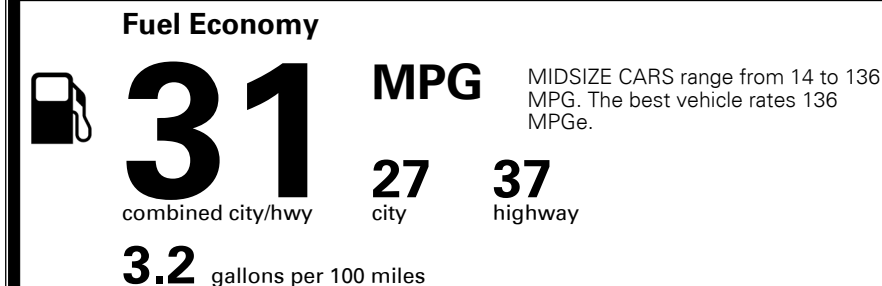 Fuel Economy
31 MPG
MIDSIZE CARS range from 14 to 136
MPG. The best vehicle rates 136
MPGe.
combined city/hwy
27
city
37
highway
3.2 gallons per 100 miles